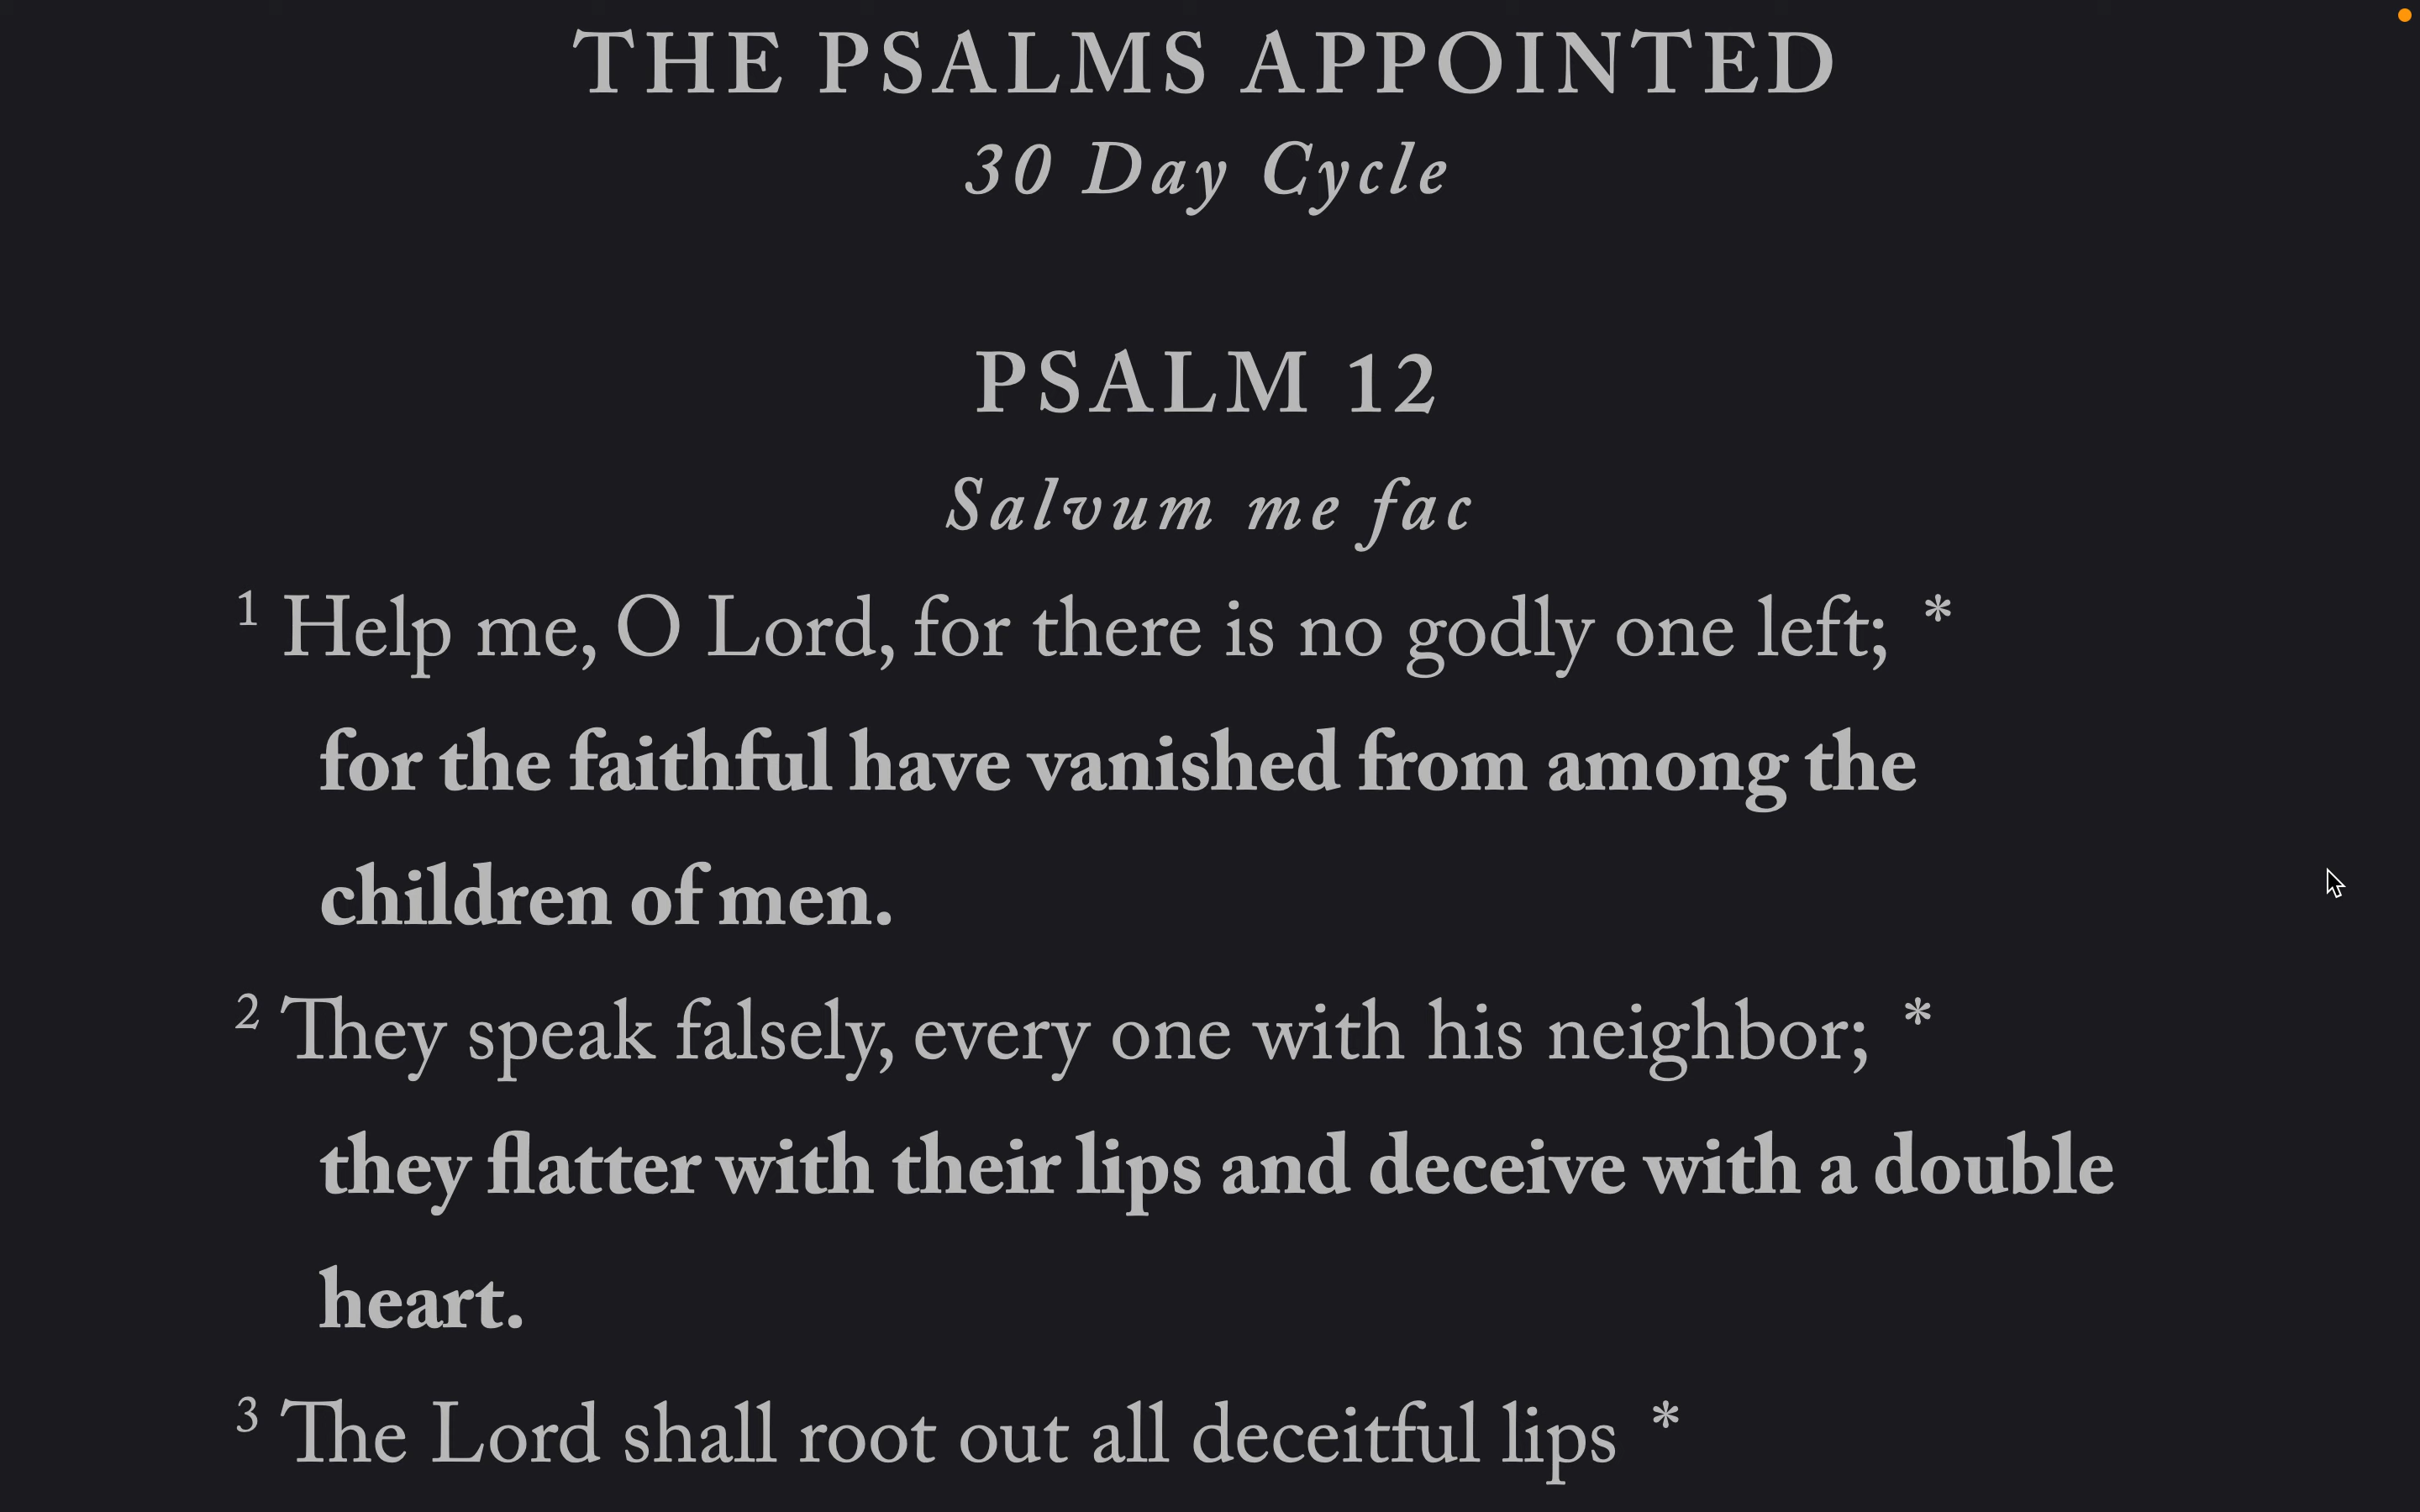 THE PSALMS APPOINTED
30 Day Cycle
PSALM 12
Salvum me fac
1 Help me, O Lord, for there is no godly one left; *
for the faithful have vanished from among the
children of men.
2 They speak falsely, every one with his neighbor; *
they flatter with their lips and deceive with a double
heart.
3 The Lord shall root out all deceitful lips *